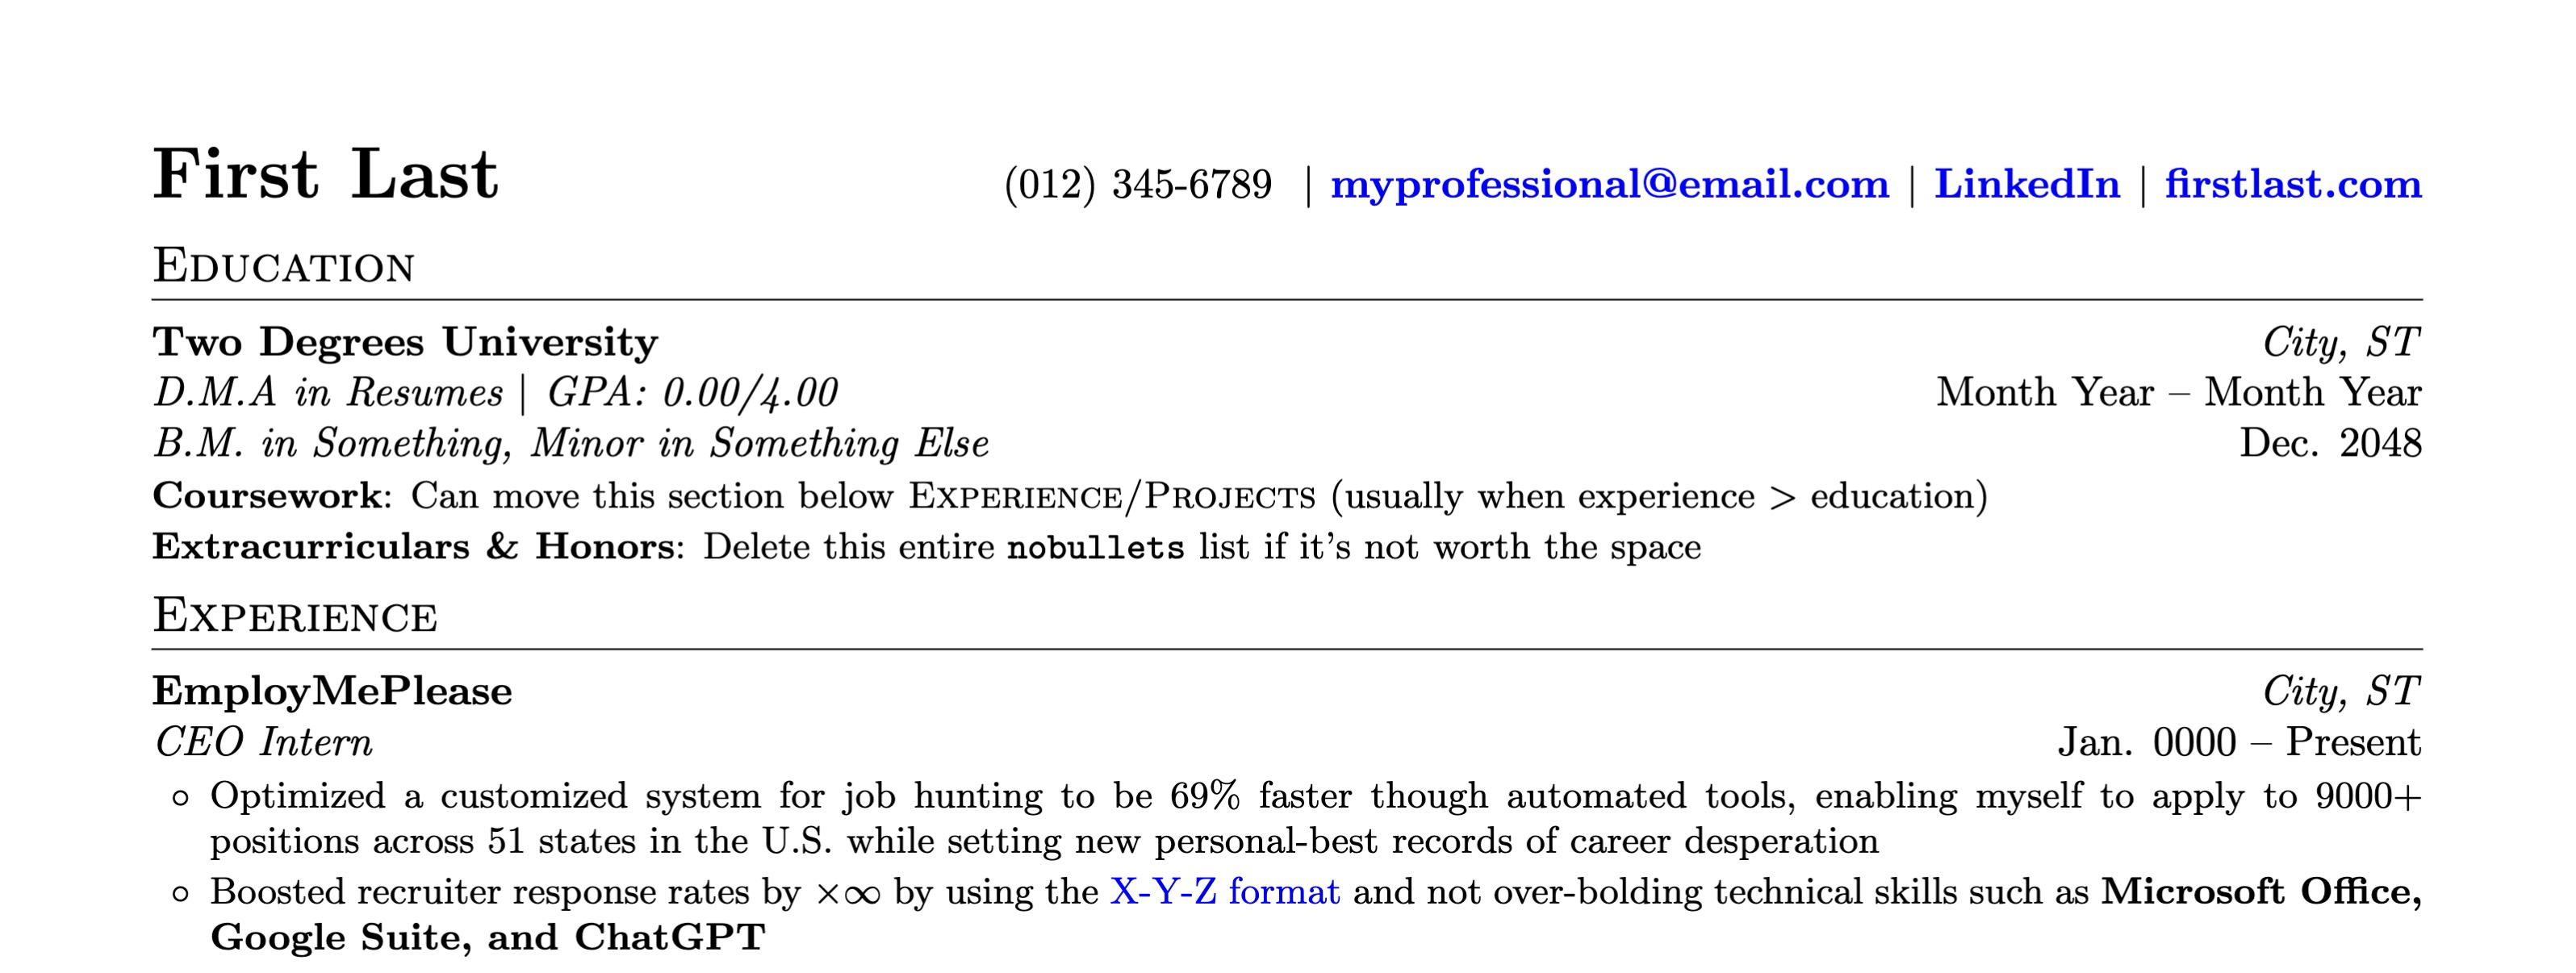 First Last (012) 345-6789 | myprofessional@email.com | LinkedIn | firstlast.com
EDUCATION
Two Degrees University City, ST
D.M.A in Resumes | GPA: 0.00/4.00 Month Year – Month Year
B.M. in Something, Minor in Something Else Dec. 2048
Coursework: Can move this section below EXPERIENCE/PROJECTS (usually when experience > education)
Extracurriculars & Honors: Delete this entire nobullets list if it's not worth the space
EXPERIENCE
EmployMePlease City, ST
CEO Intern Jan. 0000 – Present
◦ Optimized a customized system for job hunting to be 69% faster though automated tools, enabling myself to apply to 9000+
positions across 51 states in the U.S. while setting new personal-best records of career desperation
◦ Boosted recruiter response rates by ×∞ by using the X-Y-Z format and not over-bolding technical skills such as Microsoft Office,
Google Suite, and ChatGPT